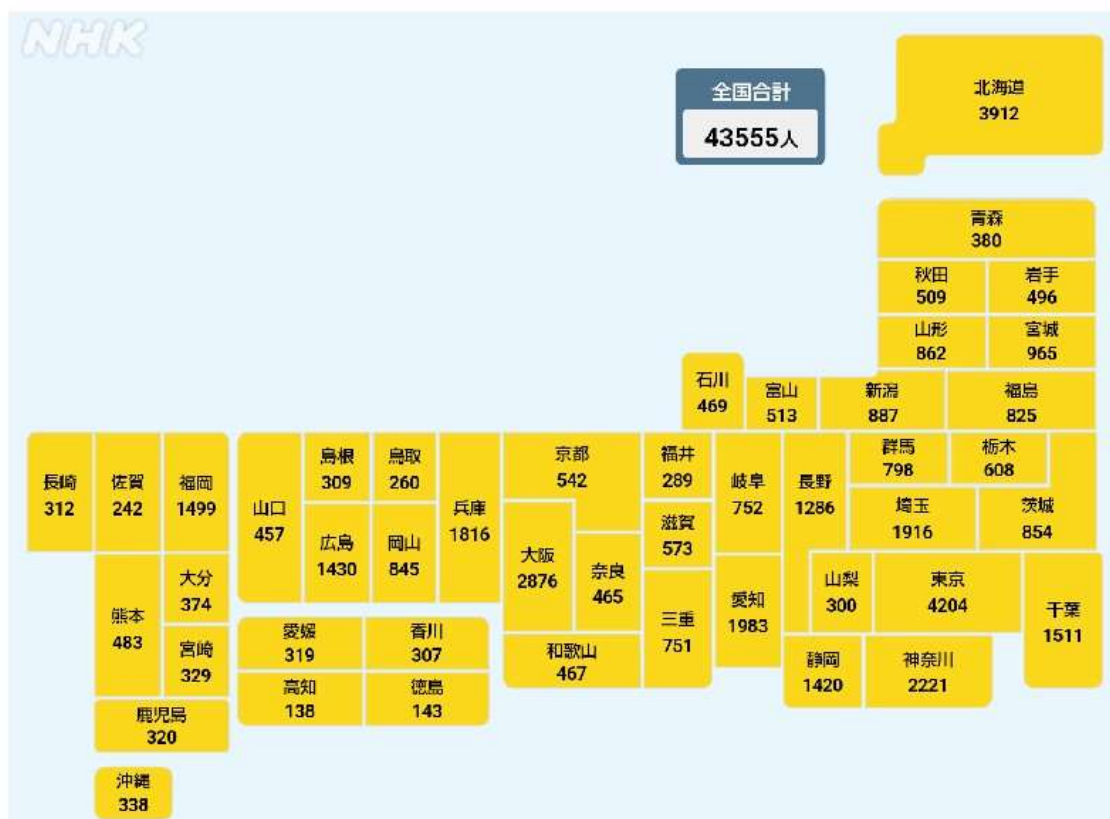 NHK
全国合計
43555人
北海道
3912
青森
380
秋田
509
岩手
496
山形
862
宮城
965
石川
469
富山
513
新潟
887
福島
825
長崎
312
佐賀
242
福岡
1499
山口
457
島根
309
鳥取
260
兵庫
1816
京都
542
福井
289
岐阜
752
長野
1286
群馬
798
栃木
608
埼玉
1916
茨城
854
広島
1430
岡山
845
大阪
2876
奈良
465
滋賀
573
大分
374
熊本
483
宮崎
329
三重
751
愛知
1983
山梨
300
東京
4204
千葉
1511
愛媛
319
香川
307
和歌山
467
静岡
1420
神奈川
2221
高知
138
徳島
143
鹿児島
320
沖縄
338